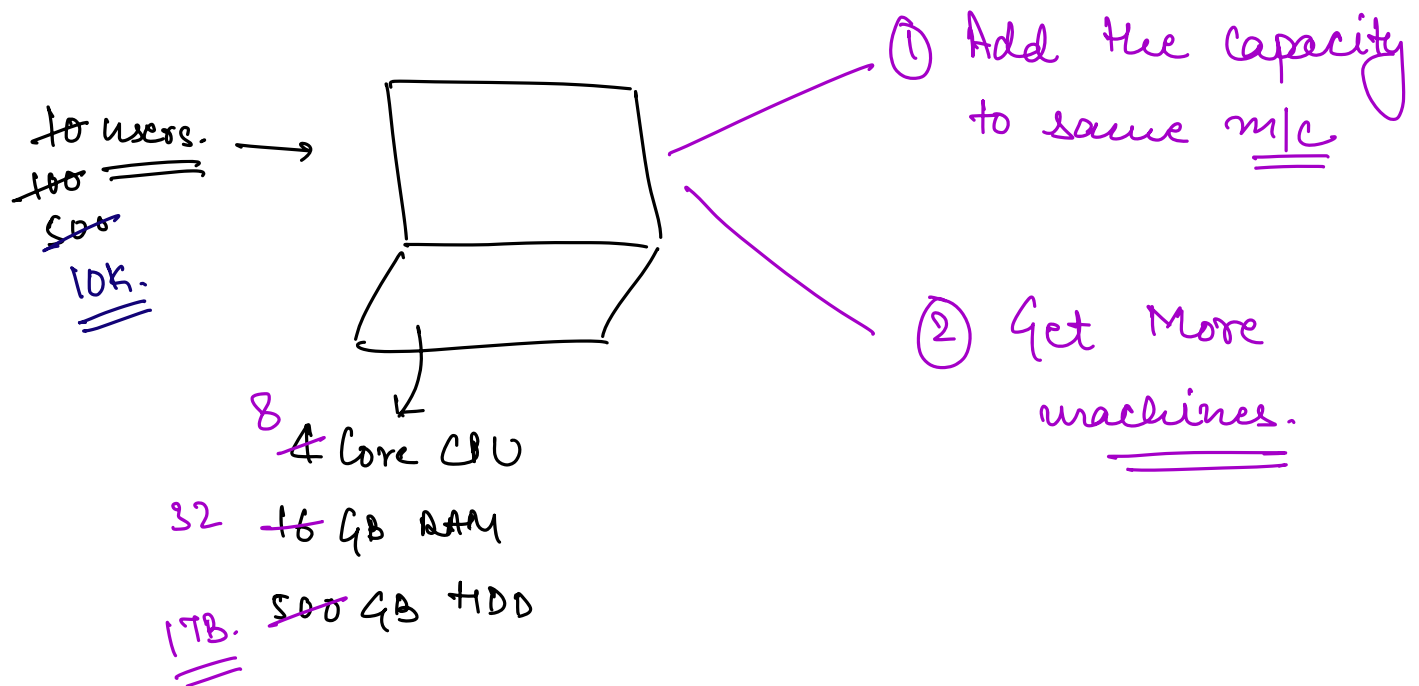 10 users.
100
500
10K.
8 4 Core CPU
32 16 GB RAM
1TB. 500 GB HDD
① Add the capacity
to same m/c
② Get More
machines.